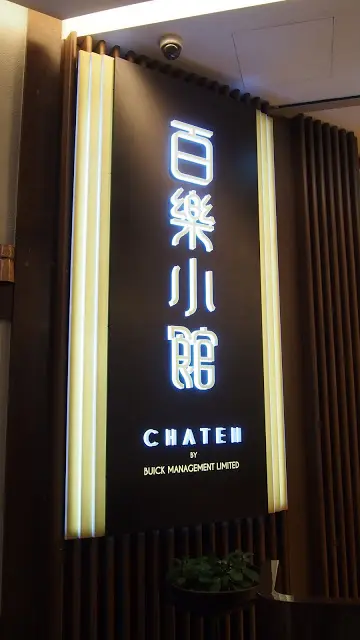 百樂小館
CHATEN
BY
BUICK MANAGEMENT LIMITED